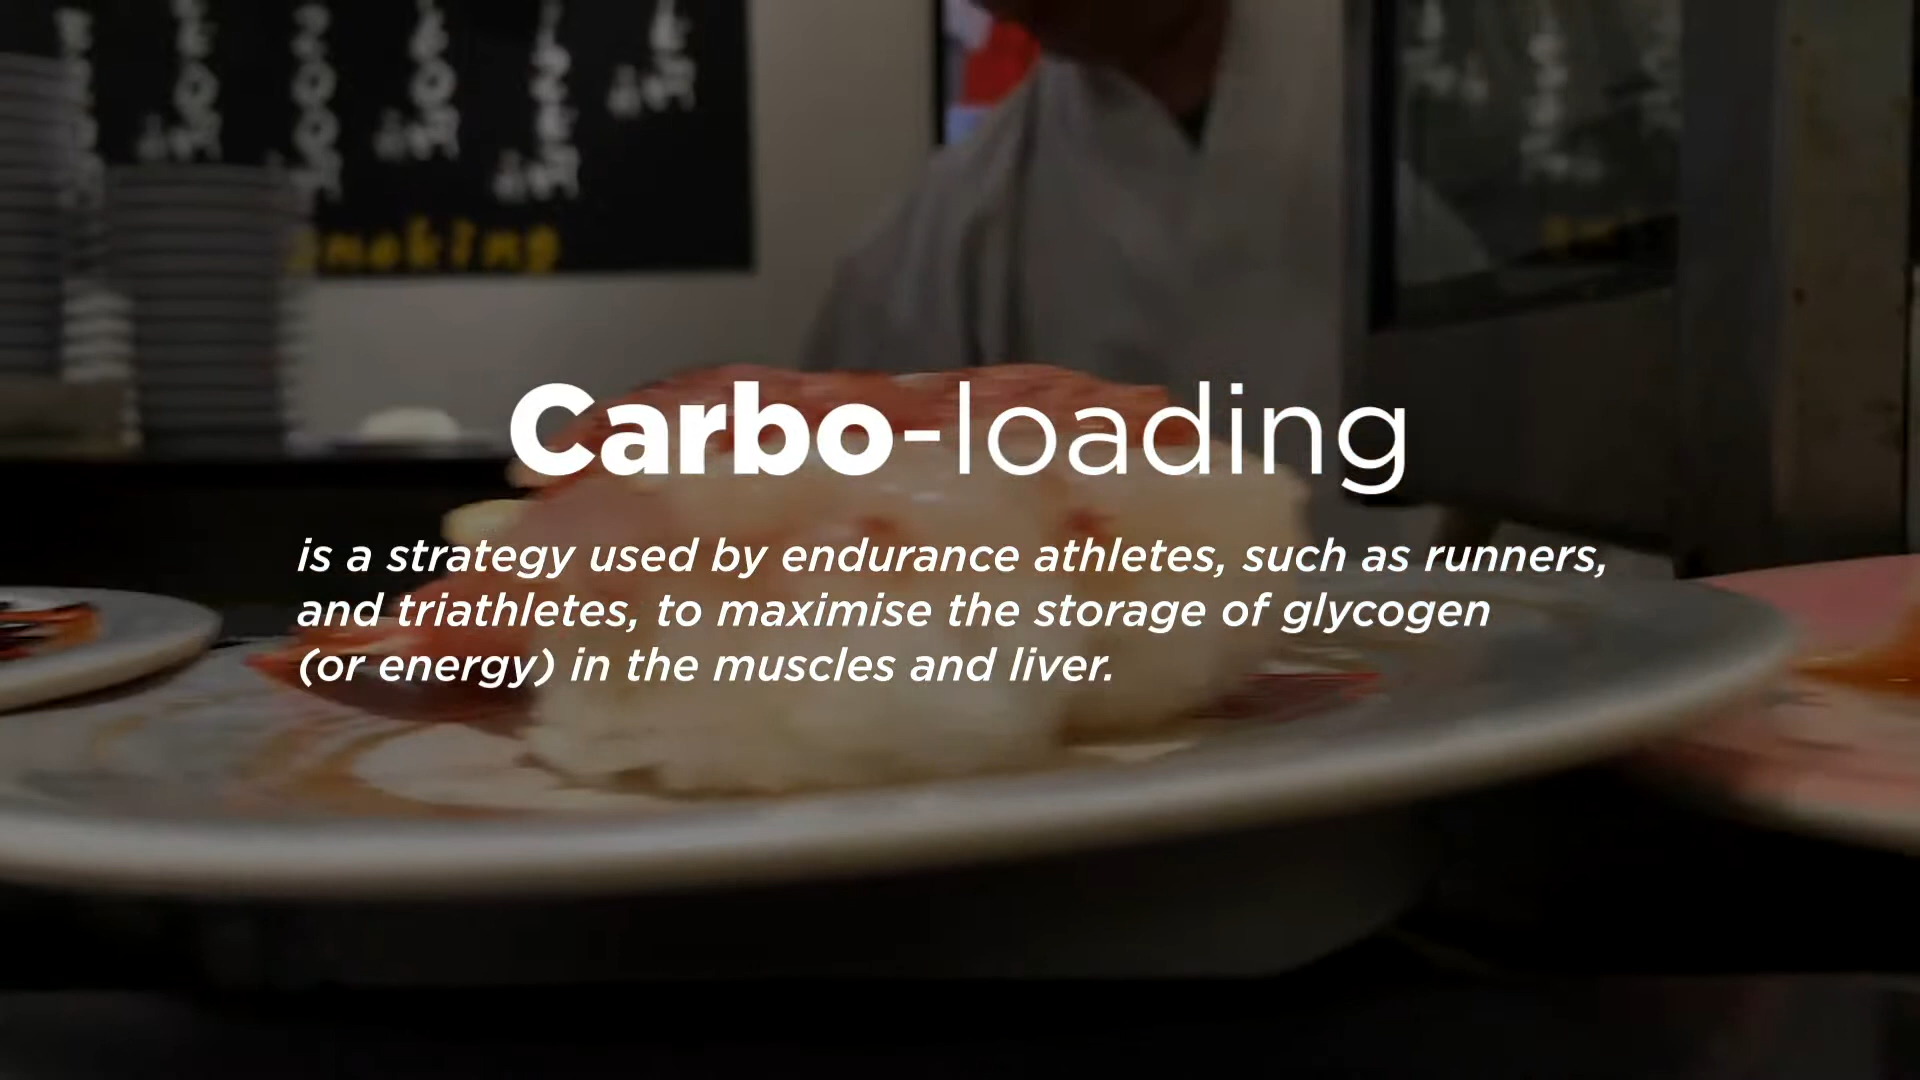 Carbo-loading
is a strategy used by endurance athletes, such as runners,
and triathletes, to maximise the storage of glycogen
(or energy) in the muscles and liver.